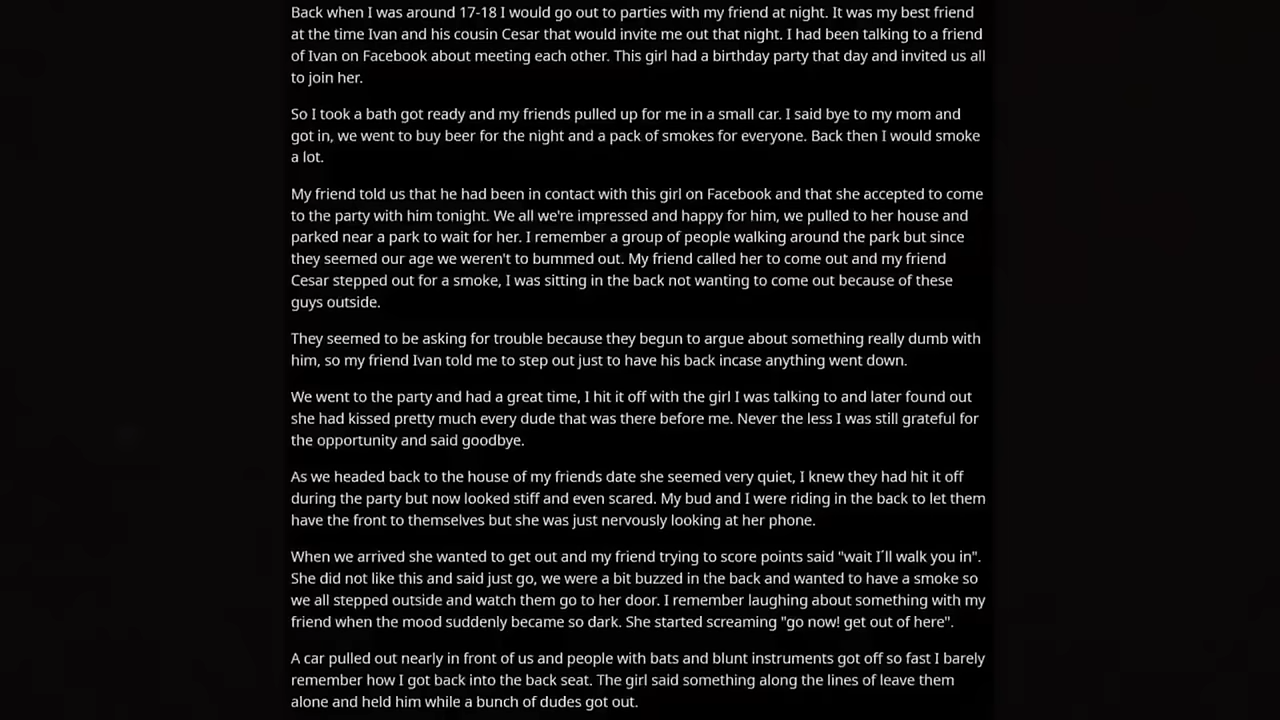 Back when I was around 17-18 I would go out to parties with my friend at night. It was my best friend
at the time Ivan and his cousin Cesar that would invite me out that night. I had been talking to a friend
of Ivan on Facebook about meeting each other. This girl had a birthday party that day and invited us all
to join her.
So I took a bath got ready and my friends pulled up for me in a small car. I said bye to my mom and
got in, we went to buy beer for the night and a pack of smokes for everyone. Back then I would smoke
a lot.
My friend told us that he had been in contact with this girl on Facebook and that she accepted to come
to the party with him tonight. We all we're impressed and happy for him, we pulled to her house and
parked near a park to wait for her. I remember a group of people walking around the park but since
they seemed our age we weren't to bummed out. My friend called her to come out and my friend
Cesar stepped out for a smoke, I was sitting in the back not wanting to come out because of these
guys outside.
They seemed to be asking for trouble because they begun to argue about something really dumb with
him, so my friend Ivan told me to step out just to have his back incase anything went down.
We went to the party and had a great time, I hit it off with the girl I was talking to and later found out
she had kissed pretty much every dude that was there before me. Never the less I was still grateful for
the opportunity and said goodbye.
As we headed back to the house of my friends date she seemed very quiet, I knew they had hit it off
during the party but now looked stiff and even scared. My bud and I were riding in the back to let them
have the front to themselves but she was just nervously looking at her phone.
When we arrived she wanted to get out and my friend trying to score points said "wait I´ll walk you in".
She did not like this and said just go, we were a bit buzzed in the back and wanted to have a smoke so
we all stepped outside and watch them go to her door. I remember laughing about something with my
friend when the mood suddenly became so dark. She started screaming "go now! get out of here".
A car pulled out nearly in front of us and people with bats and blunt instruments got off so fast I barely
remember how I got back into the back seat. The girl said something along the lines of leave them
alone and held him while a bunch of dudes got out.